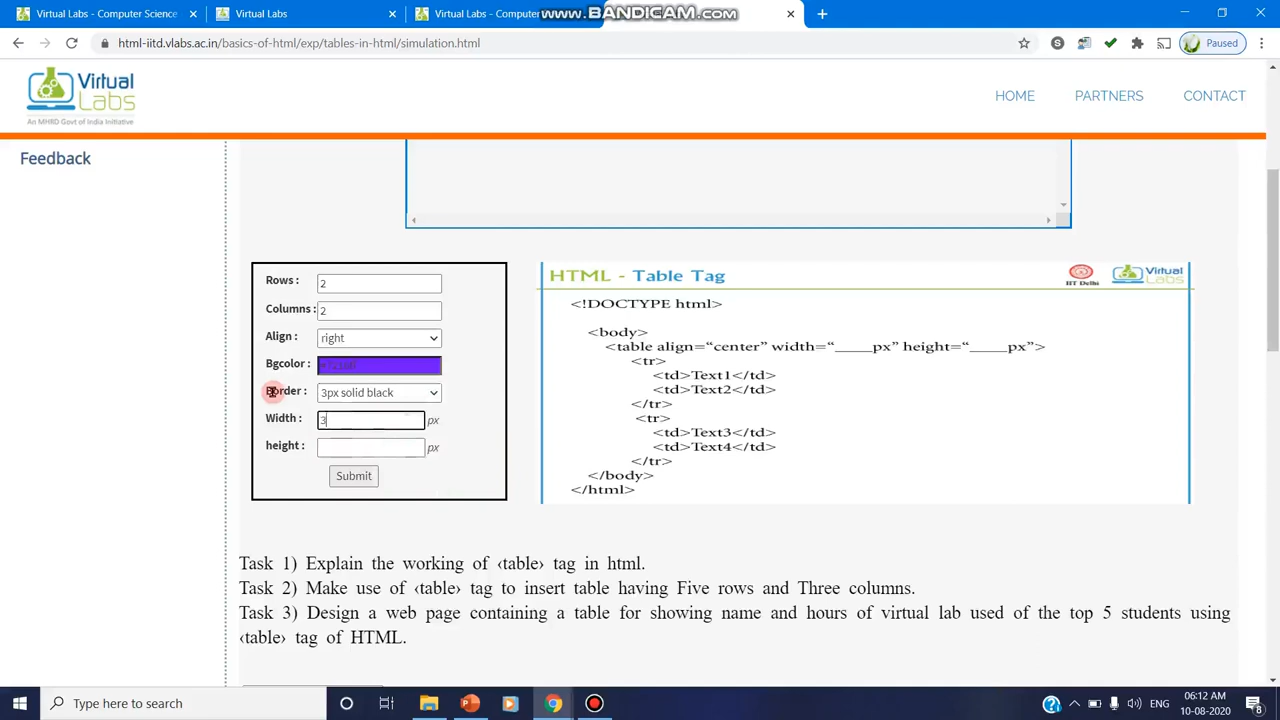 Virtual Labs - Computer Science
Virtual Labs
Virtual Labs - Computer
www.BANDICAM.com
html-iitd.vlabs.ac.in/basics-of-html/exp/tables-in-html/simulation.html
S
Paused
Virtual
Labs
An MHRD Govt of India Initiative
HOME
PARTNERS
CONTACT
Feedback
Rows :
2
Columns :
2
Align :
right
Bgcolor :
Border :
3px solid black
Width :
3
px
height :
px
Submit
HTML - Table Tag
IIT Delhi
Virtual
Labs
<!DOCTYPE html>
<body>
<table align=“center” width=“____px” height=“____px”>
<tr>
<td>Text1</td>
<td>Text2</td>
</tr>
<tr>
<td>Text3</td>
<td>Text4</td>
</tr>
</body>
</html>
Task 1) Explain the working of ‹table› tag in html.
Task 2) Make use of ‹table› tag to insert table having Five rows and Three columns.
Task 3) Design a web page containing a table for showing name and hours of virtual lab used of the top 5 students using
‹table› tag of HTML.
Type here to search
ENG
06:12 AM
10-08-2020
8